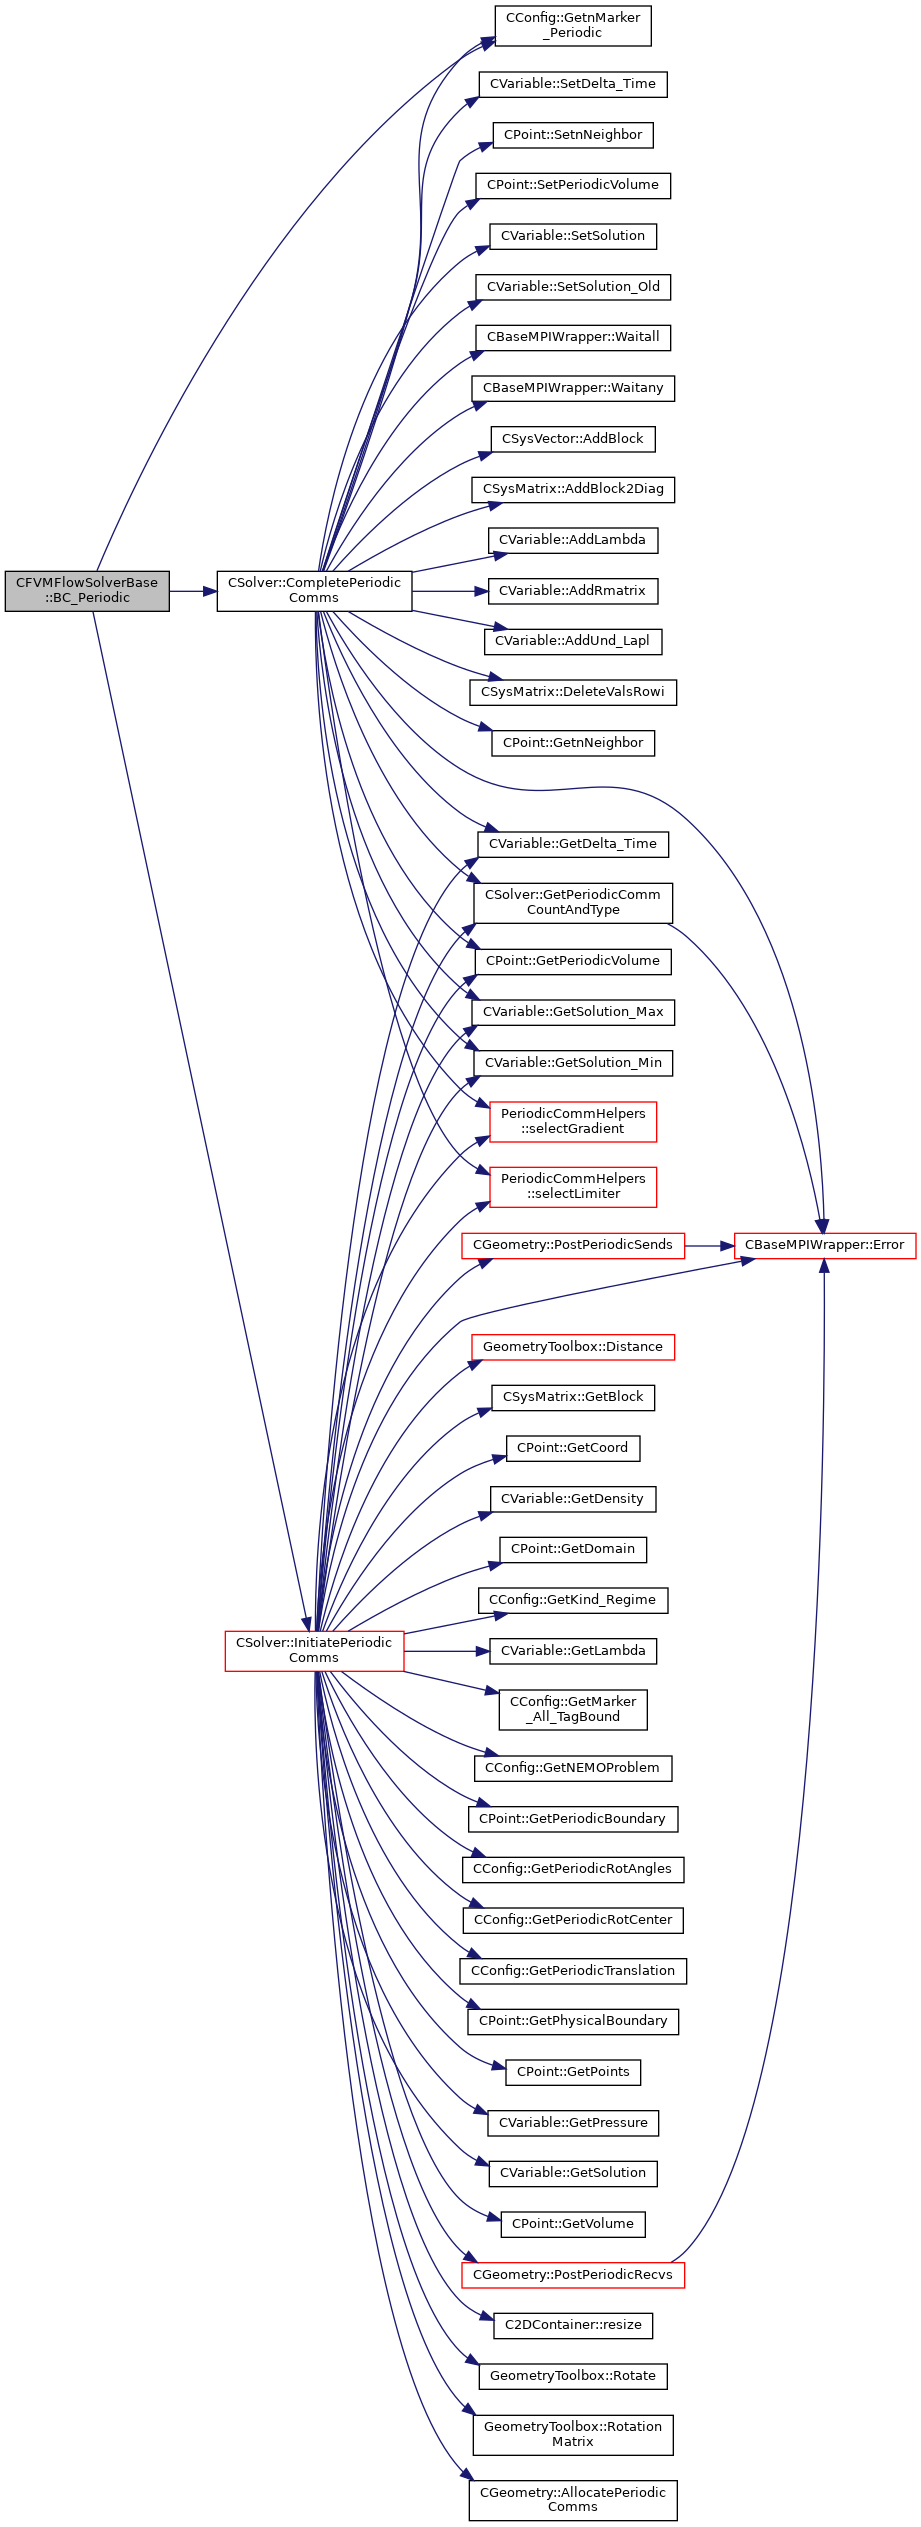 CConfig::GetnMarker
_Periodic
CVariable::SetDelta_Time
CPoint::SetnNeighbor
CPoint::SetPeriodicVolume
CVariable::SetSolution
CVariable::SetSolution_Old
CBaseMPIWrapper::Waitall
CBaseMPIWrapper::Waitany
CSysVector::AddBlock
CSysMatrix::AddBlock2Diag
CVariable::AddLambda
CFVMFlowSolverBase
::BC_Periodic
CSolver::CompletePeriodic
Comms
CVariable::AddRmatrix
CVariable::AddUnd_Lapl
CSysMatrix::DeleteValsRowi
CPoint::GetnNeighbor
CVariable::GetDelta_Time
CSolver::GetPeriodicComm
CountAndType
CPoint::GetPeriodicVolume
CVariable::GetSolution_Max
CVariable::GetSolution_Min
PeriodicCommHelpers
::selectGradient
PeriodicCommHelpers
::selectLimiter
CGeometry::PostPeriodicSends
CBaseMPIWrapper::Error
GeometryToolbox::Distance
CSysMatrix::GetBlock
CPoint::GetCoord
CVariable::GetDensity
CPoint::GetDomain
CConfig::GetKind_Regime
CSolver::InitiatePeriodic
Comms
CVariable::GetLambda
CConfig::GetMarker
_All_TagBound
CConfig::GetNEMOProblem
CPoint::GetPeriodicBoundary
CConfig::GetPeriodicRotAngles
CConfig::GetPeriodicRotCenter
CConfig::GetPeriodicTranslation
CPoint::GetPhysicalBoundary
CPoint::GetPoints
CVariable::GetPressure
CVariable::GetSolution
CPoint::GetVolume
CGeometry::PostPeriodicRecvs
C2DContainer::resize
GeometryToolbox::Rotate
GeometryToolbox::Rotation
Matrix
CGeometry::AllocatePeriodic
Comms